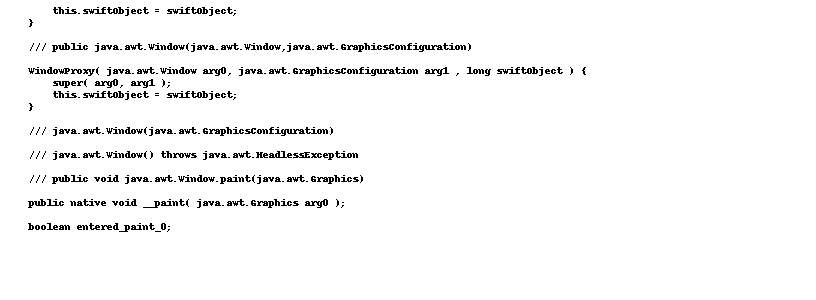 this.swiftObject = swiftObject;
}
/// public java.awt.Window(java.awt.Window,java.awt.GraphicsConfiguration)
WindowProxy( java.awt.Window arg0, java.awt.GraphicsConfiguration arg1 , long swiftObject ) {
super( arg0, arg1 );
this.swiftObject = swiftObject;
}
/// java.awt.Window(java.awt.GraphicsConfiguration)
/// java.awt.Window() throws java.awt.HeadlessException
/// public void java.awt.Window.paint(java.awt.Graphics)
public native void __paint( java.awt.Graphics arg0 );
boolean entered_paint_0;